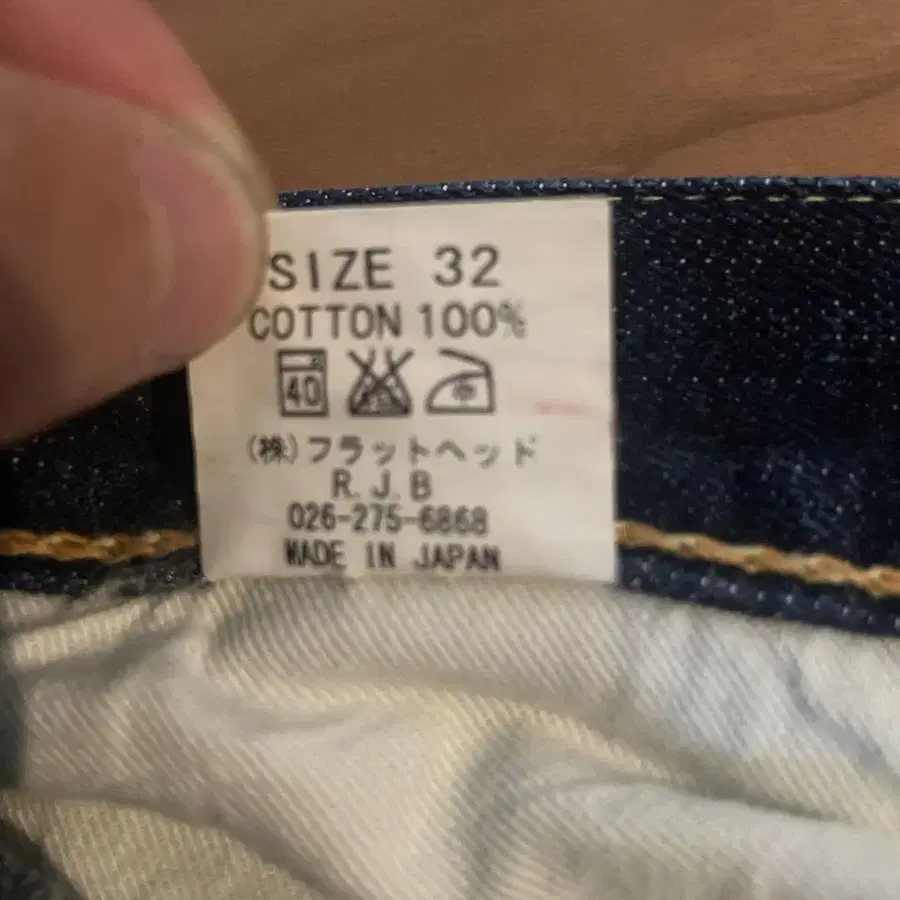 SIZE 32
COTTON 100%
40
(株)フラットヘッド
R.J.B
026-275-6868
MADE IN JAPAN